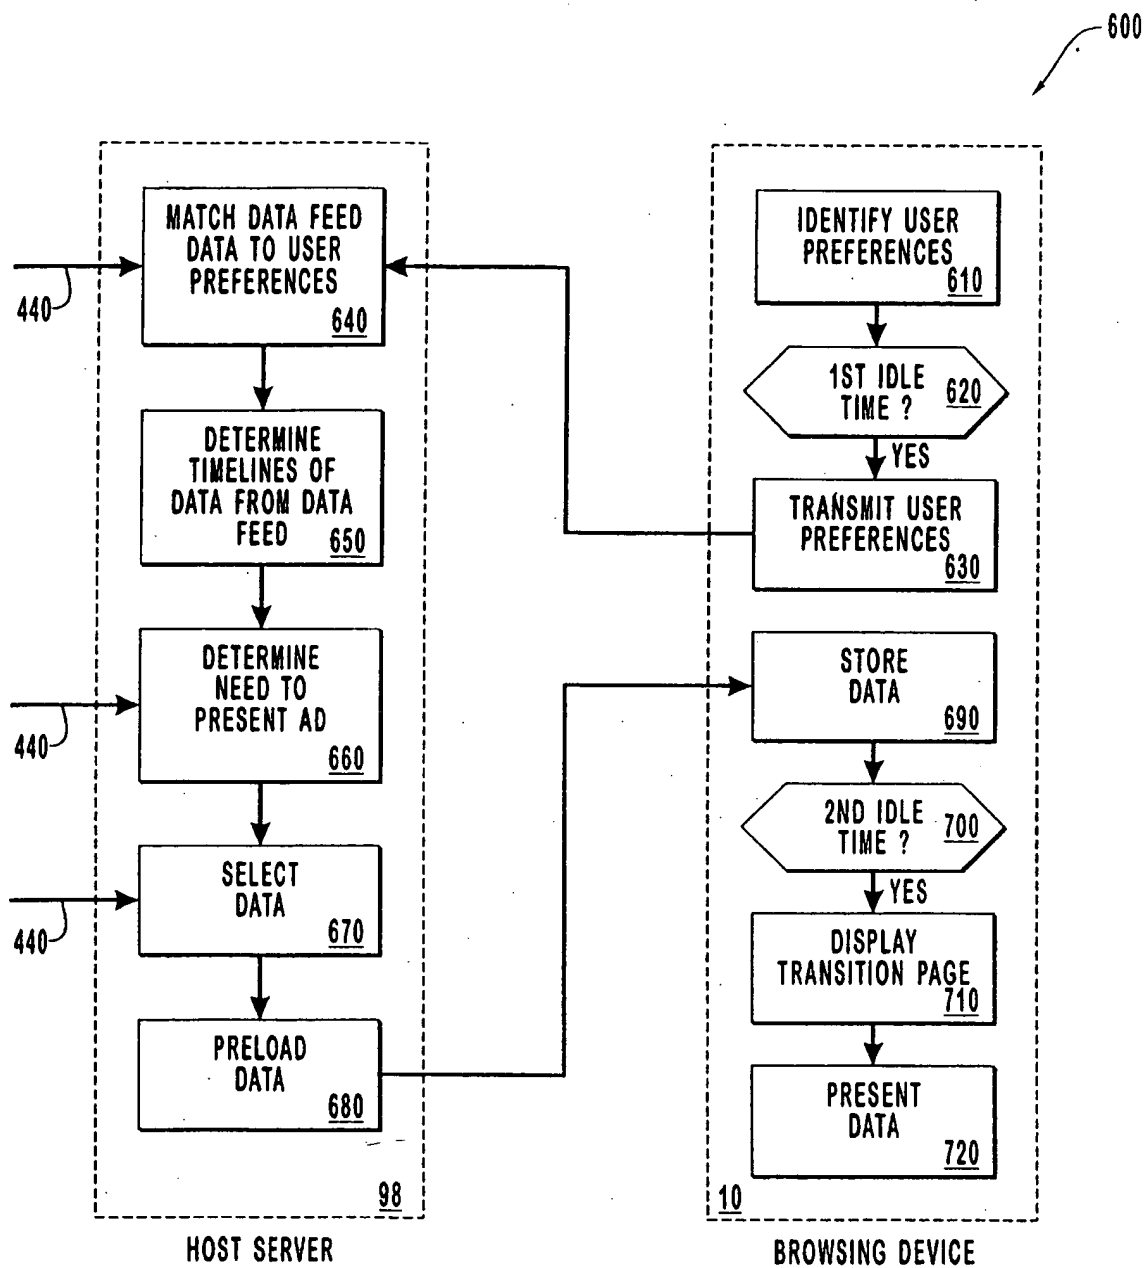 600
MATCH DATA FEED
DATA TO USER
PREFERENCES
640
440
DETERMINE
TIMELINES OF
DATA FROM DATA
FEED
650
DETERMINE
NEED TO
PRESENT AD
660
440
SELECT
DATA
670
440
PRELOAD
DATA
680
98
HOST SERVER
IDENTIFY USER
PREFERENCES
610
1ST IDLE
TIME ?
620
YES
TRANSMIT USER
PREFERENCES
630
STORE
DATA
690
2ND IDLE
TIME ?
700
YES
DISPLAY
TRANSITION PAGE
710
PRESENT
DATA
720
10
BROWSING DEVICE